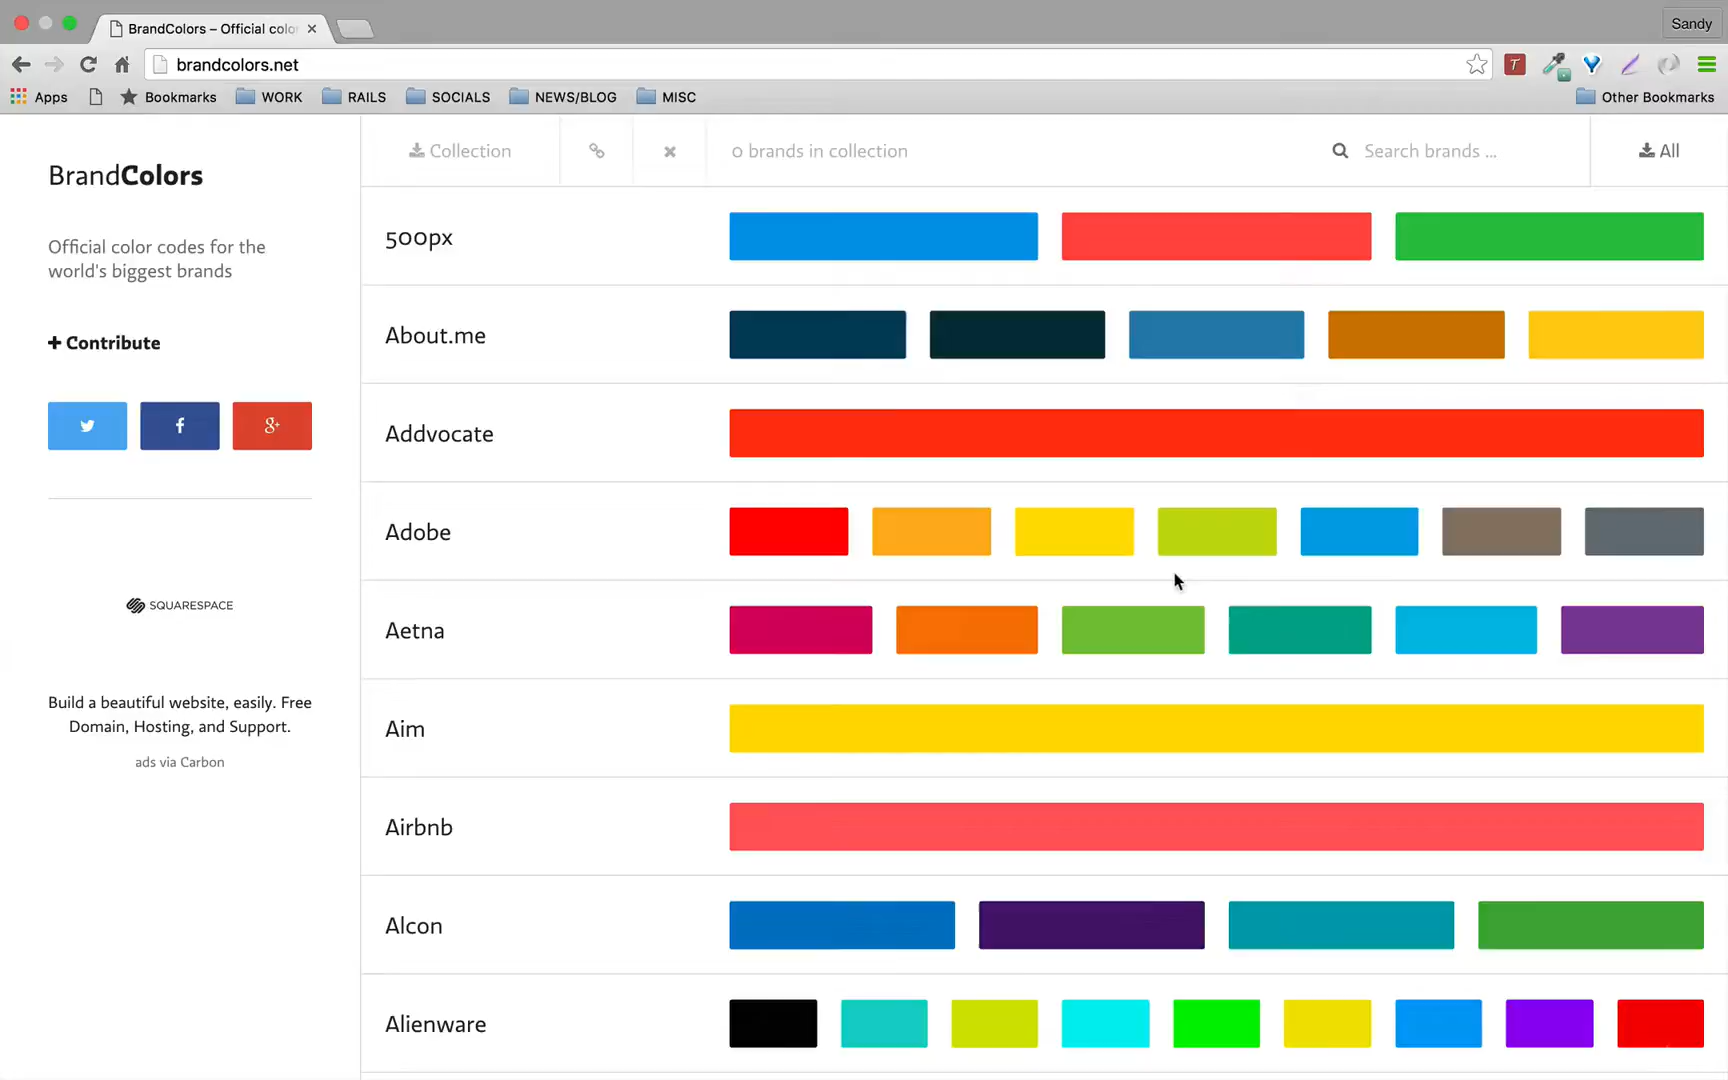 BrandColors – Official colo
Sandy
brandcolors.net
Apps
Bookmarks
WORK
RAILS
SOCIALS
NEWS/BLOG
MISC
Other Bookmarks
BrandColors
Official color codes for the
world's biggest brands
+ Contribute
SQUARESPACE
Build a beautiful website, easily. Free
Domain, Hosting, and Support.
ads via Carbon
Collection
0 brands in collection
Search brands ...
All
500px
About.me
Addvocate
Adobe
Aetna
Aim
Airbnb
Alcon
Alienware